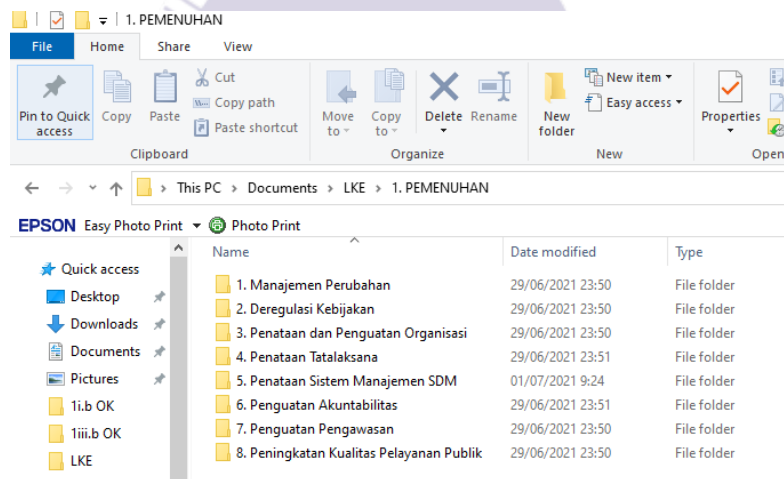 1. PEMENUHAN
File Home Share View
Pin to Quick access
Copy
Paste
Cut
Copy path
Paste shortcut
Clipboard
Move to
Copy to
Delete
Rename
Organize
New folder
New item
Easy access
New
Properties
Open
This PC > Documents > LKE > 1. PEMENUHAN
EPSON Easy Photo Print Photo Print
Name Date modified Type
Quick access
Desktop
Downloads
Documents
Pictures
1i.b OK
1iii.b OK
LKE
1. Manajemen Perubahan 29/06/2021 23:50 File folder
2. Deregulasi Kebijakan 29/06/2021 23:50 File folder
3. Penataan dan Penguatan Organisasi 29/06/2021 23:50 File folder
4. Penataan Tatalaksana 29/06/2021 23:51 File folder
5. Penataan Sistem Manajemen SDM 01/07/2021 9:24 File folder
6. Penguatan Akuntabilitas 29/06/2021 23:51 File folder
7. Penguatan Pengawasan 29/06/2021 23:50 File folder
8. Peningkatan Kualitas Pelayanan Publik 29/06/2021 23:50 File folder